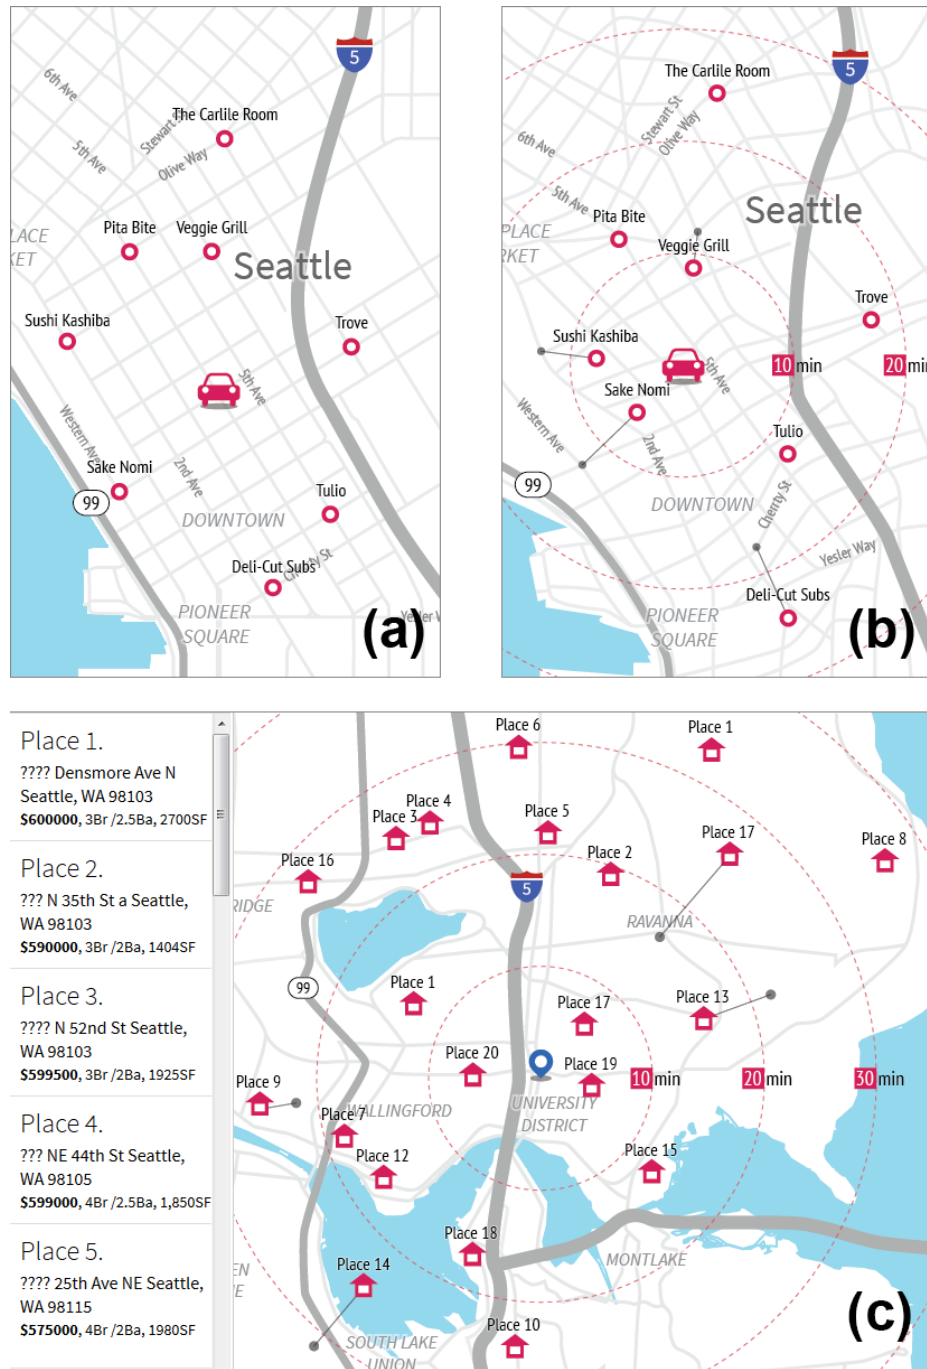 5
6th Ave
The Carlile Room
Stewart St
5th Ave
Olive Way
Pita Bite
Veggie Grill
LACE
KET
Seattle
Sushi Kashiba
Trove
5th Ave
Western Ave
Sake Nomi
2nd Ave
99
Tulio
DOWNTOWN
Deli-Cut Subs
Cherrty St
PIONEER
SQUARE
Yesler W
(a)
5
The Carlile Room
Stewart St
Olive Way
6th Ave
5th Ave
Seattle
Pita Bite
PLACE
RKET
Veggie Grill
Trove
Sushi Kashiba
5th Ave
10 min
20 min
Sake Nomi
Western Ave
2nd Ave
Tulio
99
Cherrty St
DOWNTOWN
Yesler Way
Deli-Cut Subs
PIONEER
SQUARE
(b)
Place 1.
???? Densmore Ave N
Seattle, WA 98103
$600000, 3Br /2.5Ba, 2700SF
Place 2.
??? N 35th St a Seattle,
WA 98103
$590000, 3Br /2Ba, 1404SF
Place 3.
???? N 52nd St Seattle,
WA 98103
$599500, 3Br /2Ba, 1925SF
Place 4.
??? NE 44th St Seattle,
WA 98105
$599000, 4Br /2.5Ba, 1,850SF
Place 5.
???? 25th Ave NE Seattle,
WA 98115
$575000, 4Br /2Ba, 1980SF
Place 6
Place 1
Place 4
Place 3
Place 5
Place 17
Place 8
Place 16
Place 2
5
RIDGE
RAVANNA
99
Place 1
Place 17
Place 13
Place 20
Place 19
10 min
20 min
30 min
Place 9
Place 7
WALLINGFORD
UNIVERSITY
DISTRICT
Place 12
Place 15
Place 18
Place 14
MONTLAKE
EN
E
Place 10
SOUTH LAKE
UNION
(c)